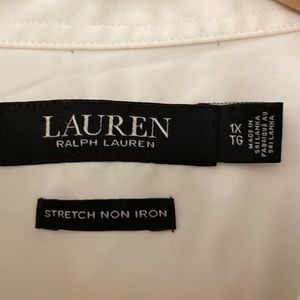 LAUREN
RALPH LAUREN
1X
TG
MADE IN
SRI LANKA
FABRIQUÉ AU
SRI LANKA
STRETCH NON IRON